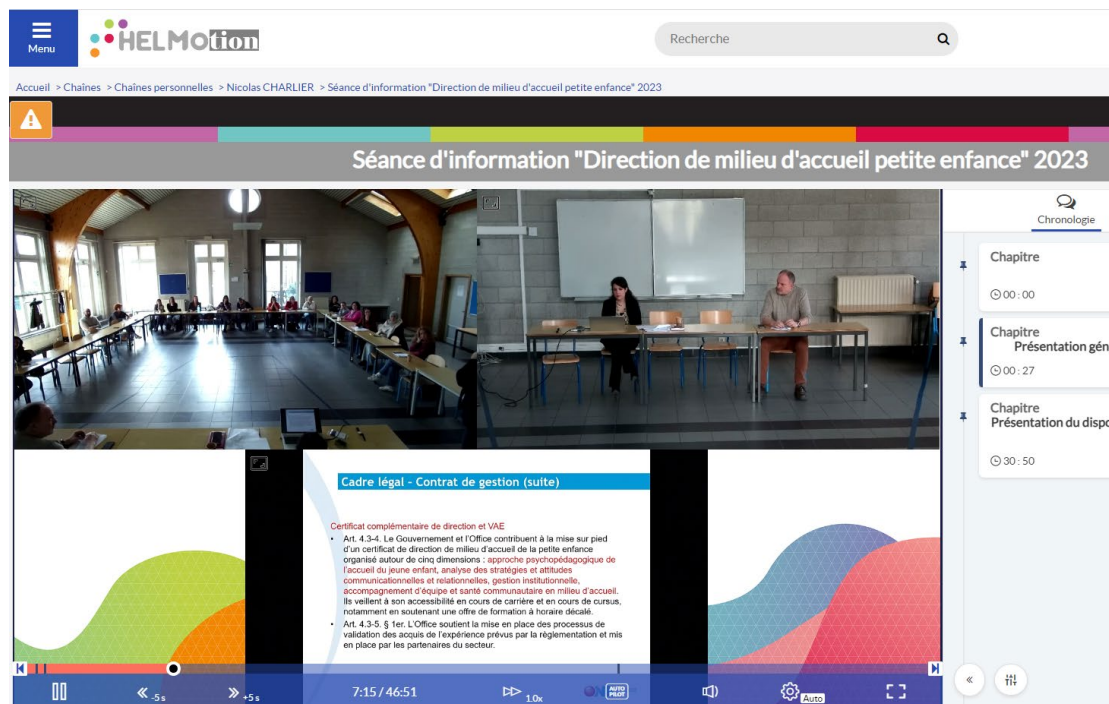 Menu
HELMOtion
Recherche
Accueil > Chaînes > Chaînes personnelles > Nicolas CHARLIER > Séance d'information "Direction de milieu d'accueil petite enfance" 2023
Séance d'information "Direction de milieu d'accueil petite enfance" 2023
Chronologie
Chapitre
00 : 00
Chapitre
Présentation gén
00 : 27
Chapitre
Présentation du dispo
30 : 50
Cadre légal - Contrat de gestion (suite)
Certificat complémentaire de direction et VAE
• Art. 4.3-4. Le Gouvernement et l'Office contribuent à la mise sur pied
d'un certificat de direction de milieu d'accueil de la petite enfance
organisé autour de cinq dimensions : approche psychopédagogique de
l'accueil du jeune enfant, analyse des stratégies et attitudes
communicationnelles et relationnelles, gestion institutionnelle,
accompagnement d'équipe et santé communautaire en milieu d'accueil.
Ils veillent à son accessibilité en cours de carrière et en cours de cursus,
notamment en soutenant une offre de formation à horaire décalé.
• Art. 4.3-5. § 1er. L'Office soutient la mise en place des processus de
validation des acquis de l'expérience prévus par la règlementation et mis
en place par les partenaires du secteur.
-5 s
+5 s
7:15 / 46:51
1.0x
ON AUTO PILOT
Auto